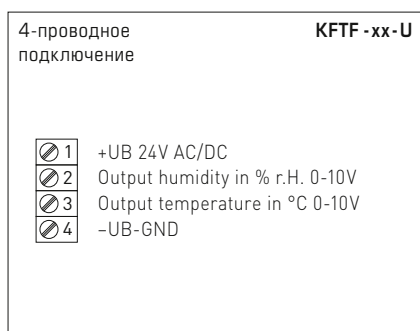 4-проводное KFTF-xx-U
подключение
1 +UB 24V AC/DC
2 Output humidity in % r.H. 0-10V
3 Output temperature in °C 0-10V
4 –UB-GND